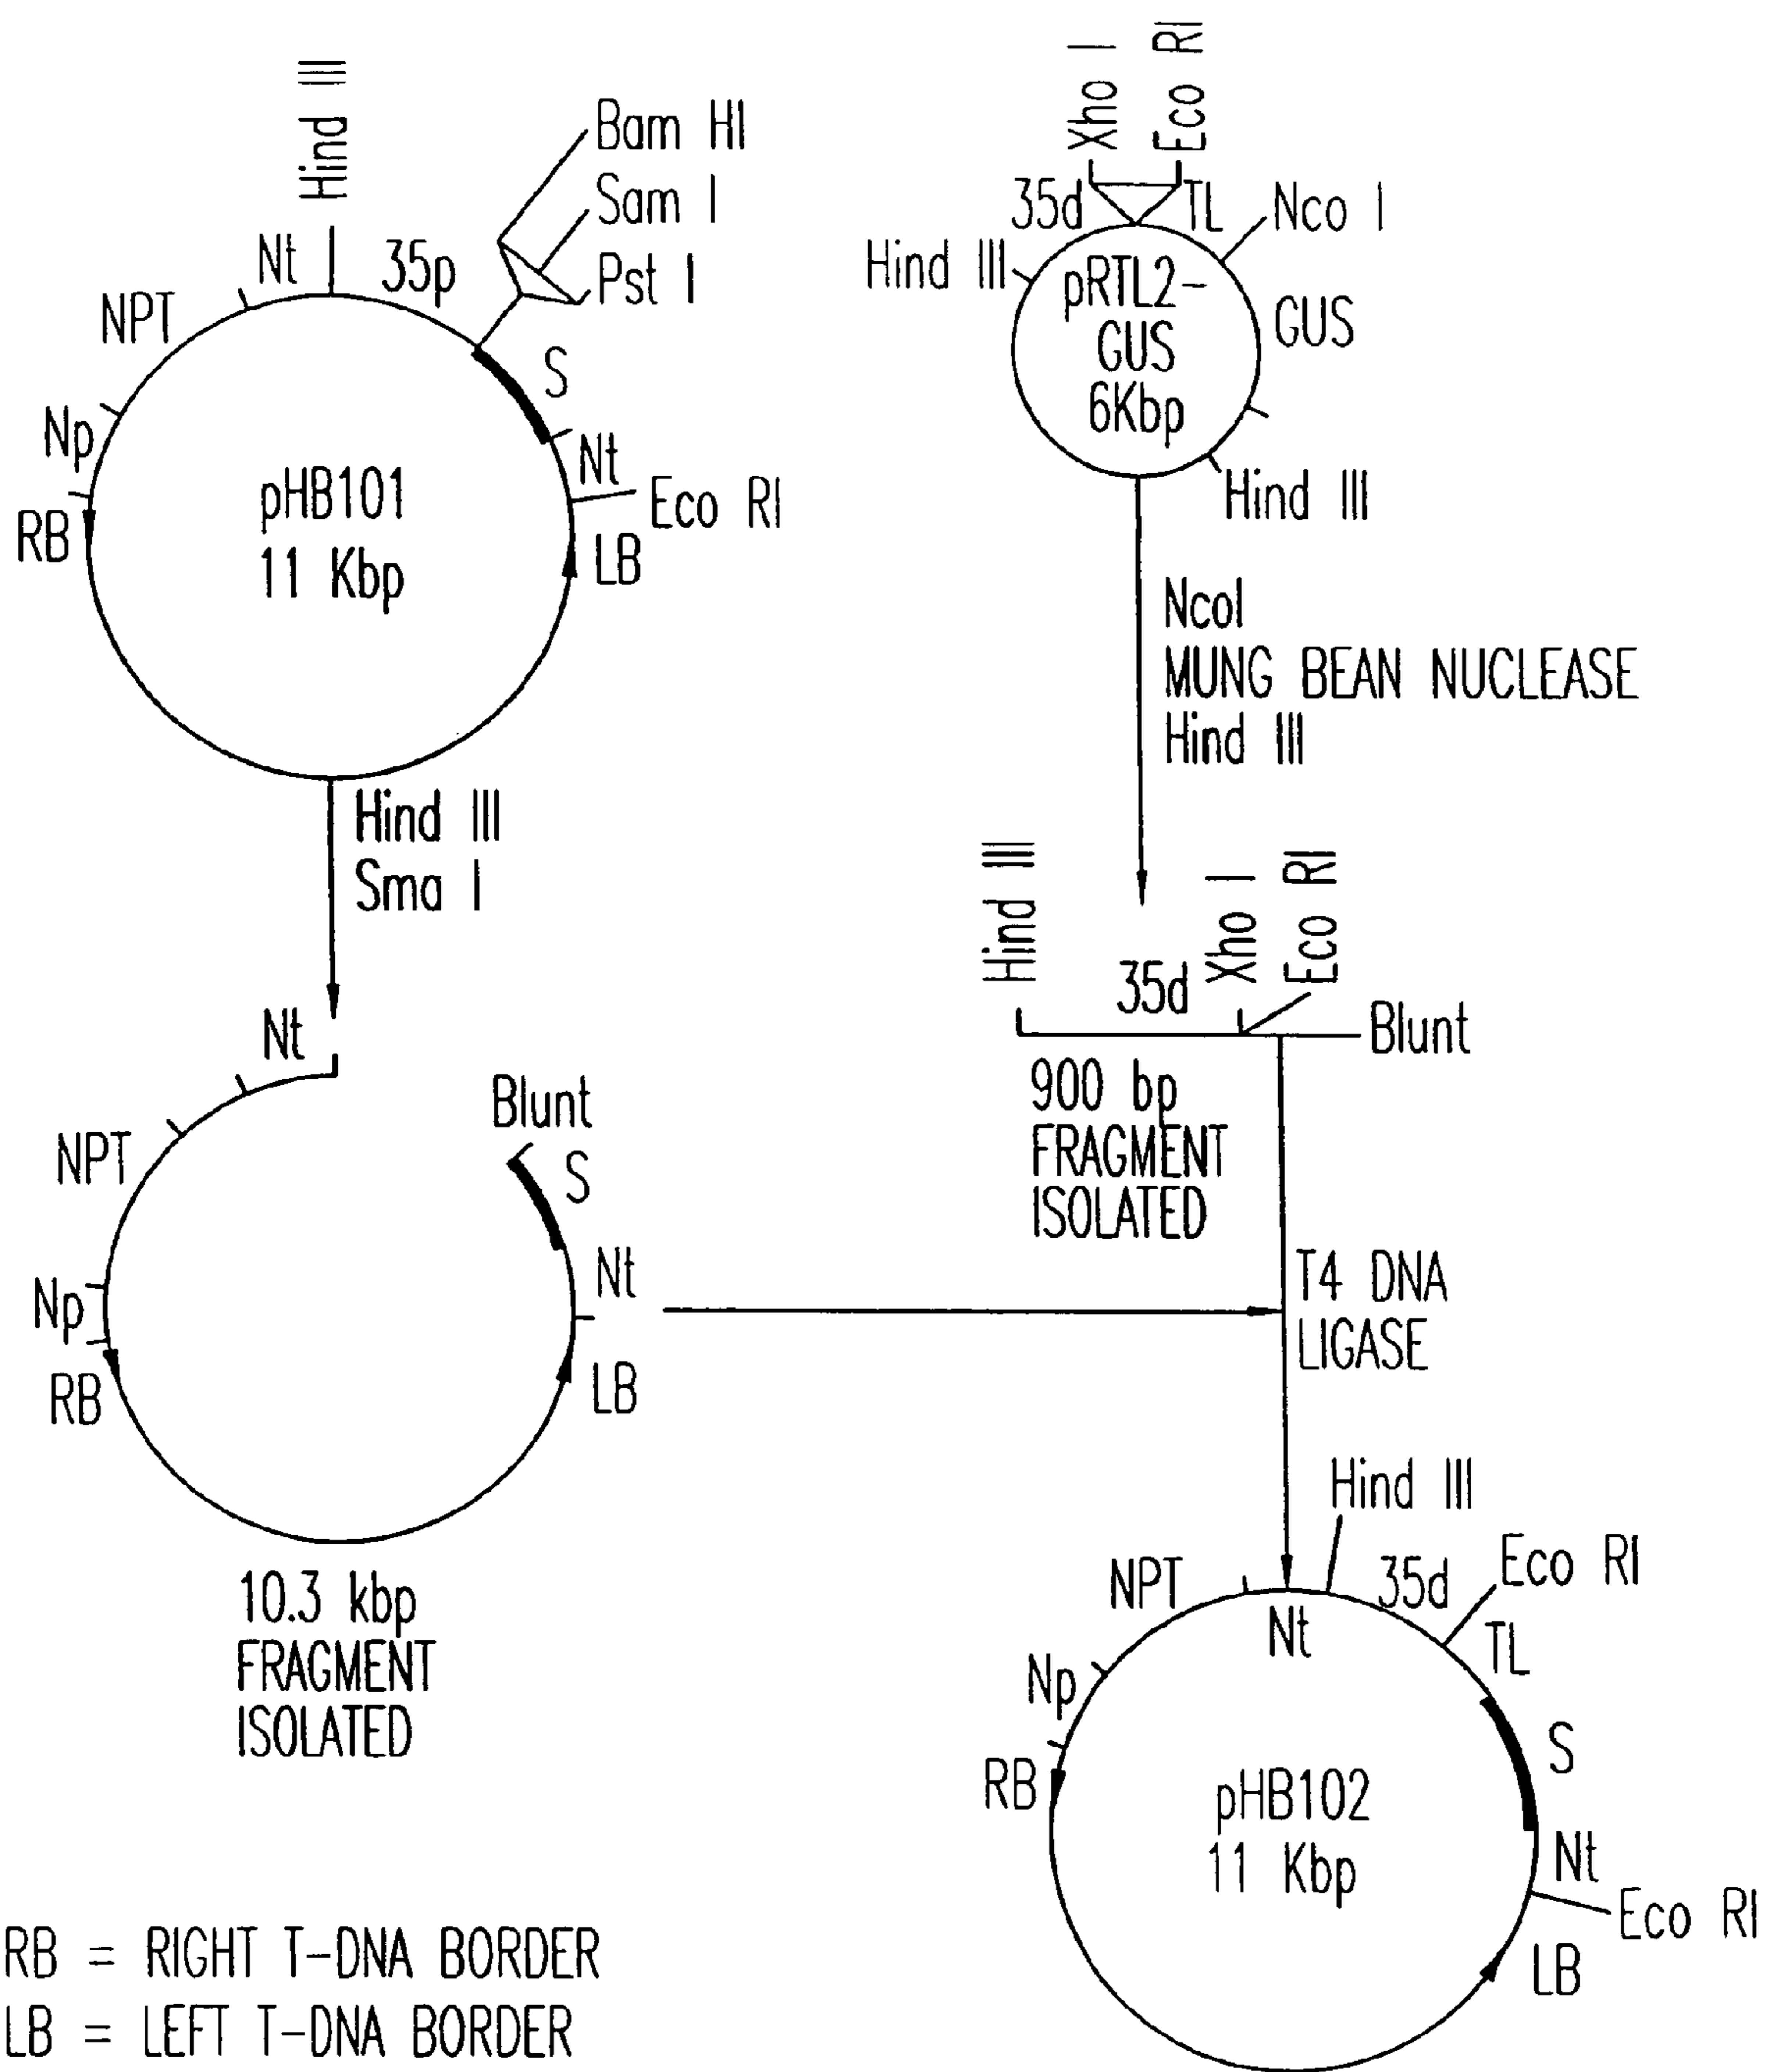 Hind III
Bam HI
Sam I
Pst I
Nt
35p
NPT
S
Np
Nt
pHB101
11 Kbp
Eco RI
RB
LB
Hind III
Sma I
Xho I
Eco RI
35d
TL
Nco I
Hind III
pRTL2-
GUS
6Kbp
GUS
Hind III
NcoI
MUNG BEAN NUCLEASE
Hind III
Hind III
35d
Xho I
Eco RI
Blunt
900 bp
FRAGMENT
ISOLATED
Nt
Blunt
S
NPT
Nt
Np
RB
LB
10.3 kbp
FRAGMENT
ISOLATED
T4 DNA
LIGASE
Hind III
NPT
35d
Eco RI
Nt
TL
Np
S
RB
pHB102
11 Kbp
Nt
Eco RI
LB
RB = RIGHT T-DNA BORDER
LB = LEFT T-DNA BORDER